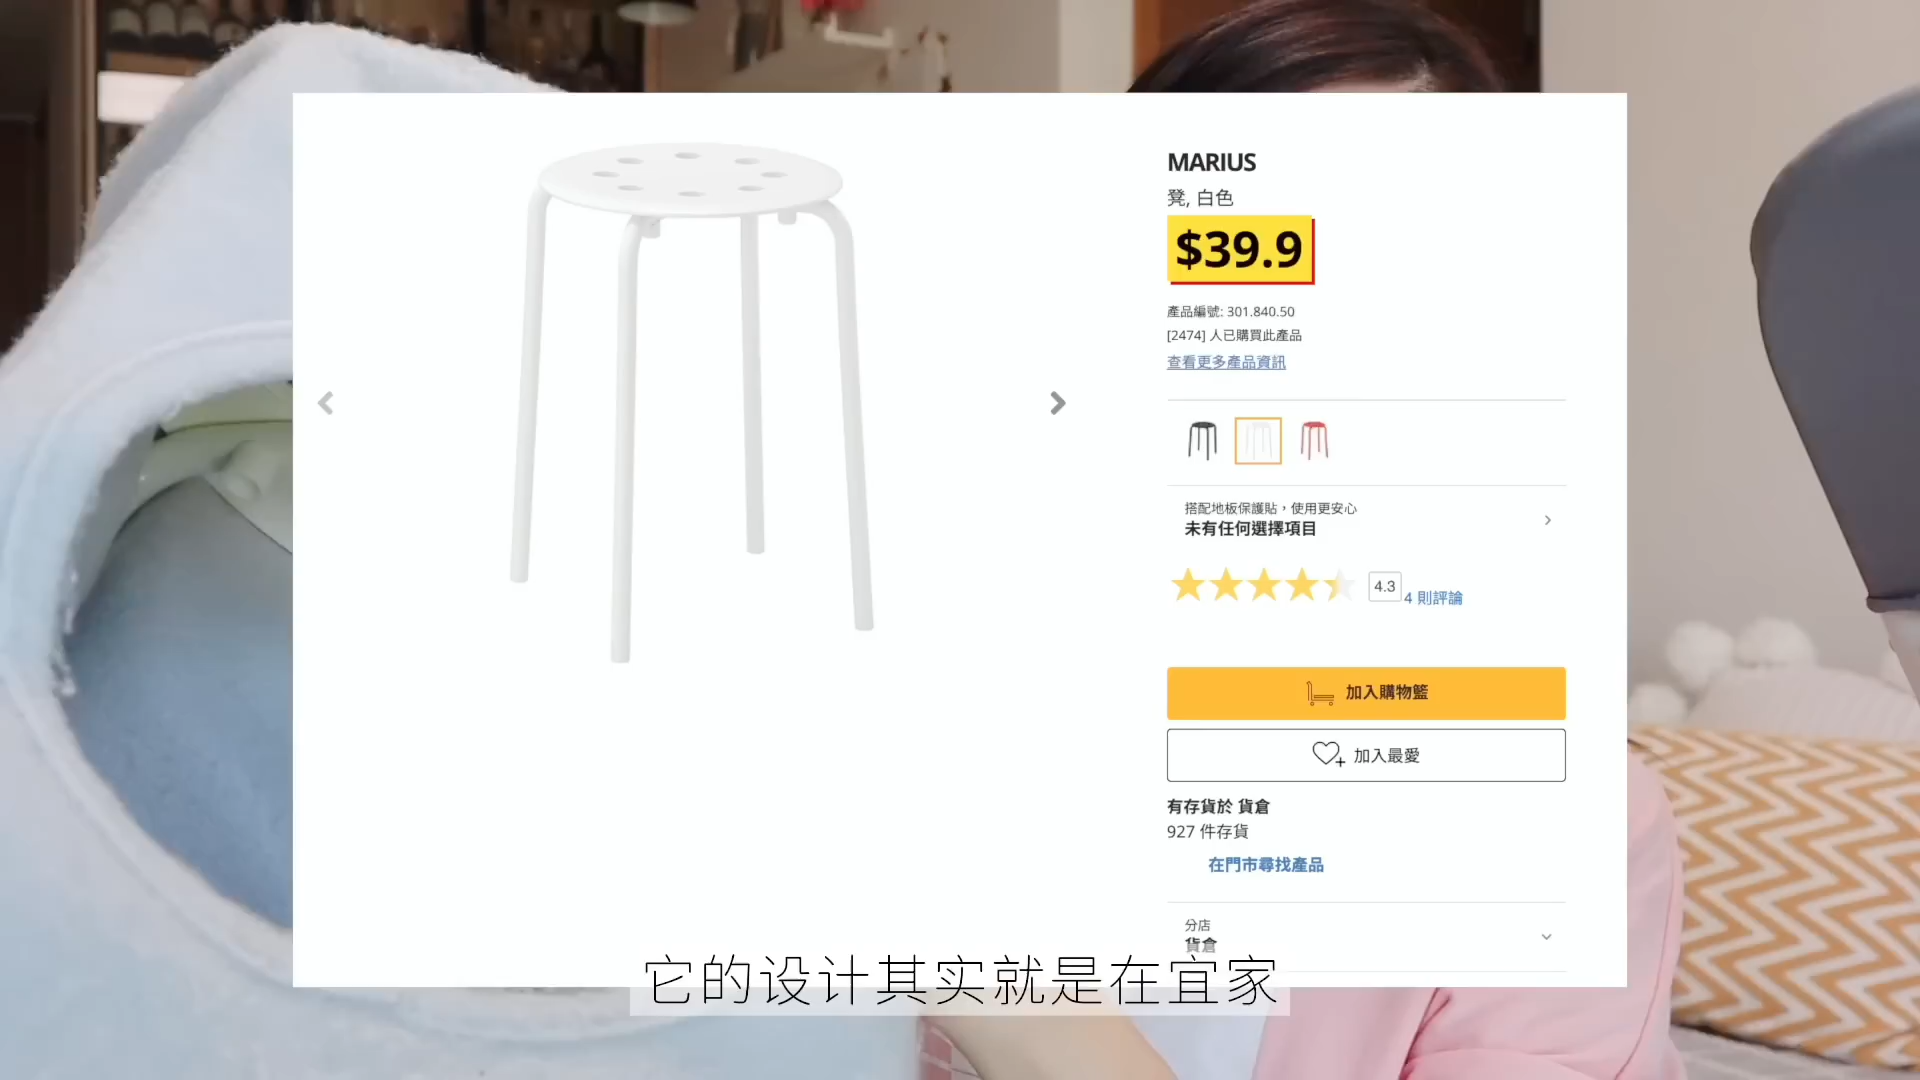 MARIUS
凳, 白色
$39.9
產品編號: 301.840.50
[2474] 人已購買此產品
查看更多產品資訊
搭配地板保護貼，使用更安心
未有任何選擇項目
4.3
4 則評論
加入購物籃
加入最愛
有存貨於 貨倉
927 件存貨
在門市尋找產品
分店
貨倉
它的设计其实就是在宜家